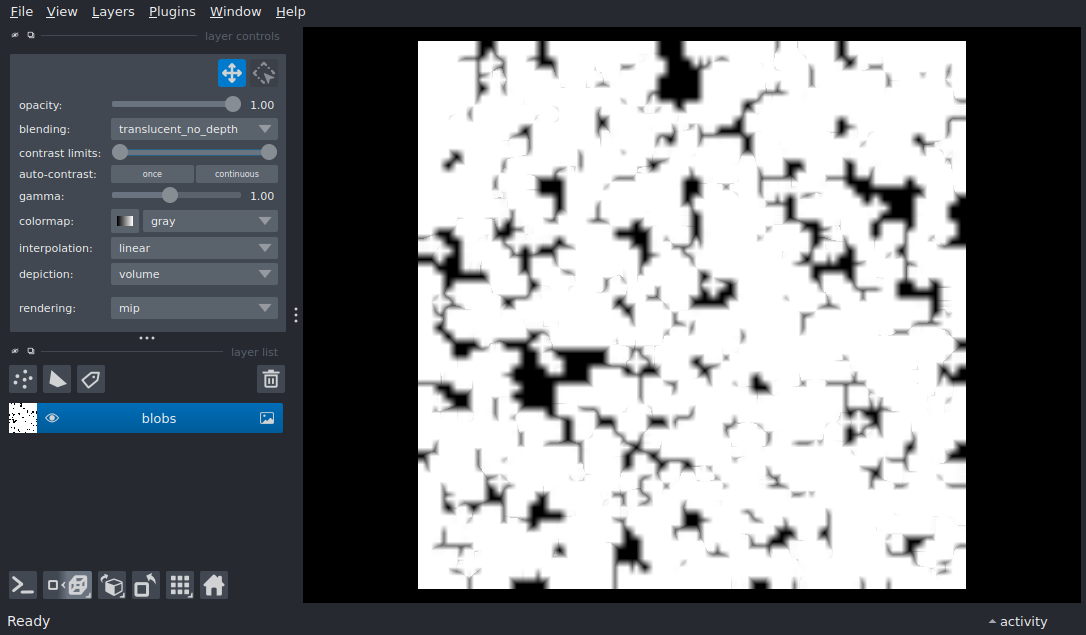 File View Layers Plugins Window Help
layer controls
opacity: 1.00
blending: translucent_no_depth
contrast limits:
auto-contrast: once continuous
gamma: 1.00
colormap: gray
interpolation: linear
depiction: volume
rendering: mip
layer list
blobs
Ready activity